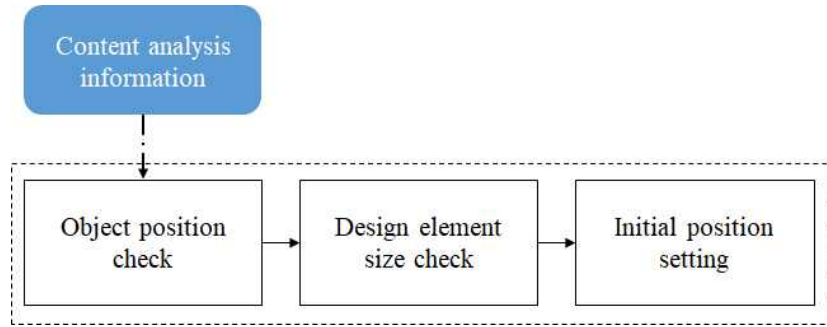 Content analysis
information
Object position
check
Design element
size check
Initial position
setting